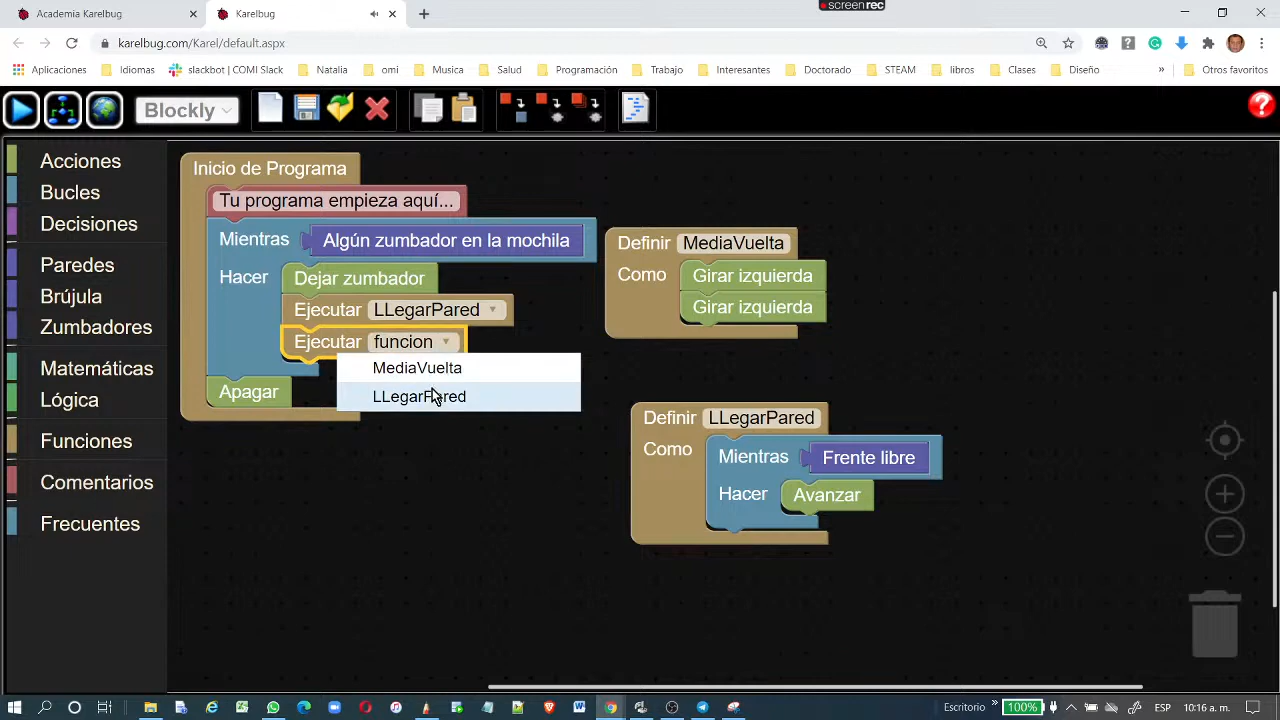 screenrec
Academia Karelbug
Karelbug
karelbug.com/Karel/default.aspx
Aplicaciones
Idiomas
slackbot | COMI Slack
Natalia
omi
Musica
Salud
Programación
Trabajo
Interesantes
Doctorado
STEAM
libros
Clases
Diseño
»
Otros favoritos
Blockly
Acciones
Bucles
Decisiones
Paredes
Brújula
Zumbadores
Matemáticas
Lógica
Funciones
Comentarios
Frecuentes
Inicio de Programa
Tu programa empieza aquí...
Mientras Algún zumbador en la mochila
Hacer Dejar zumbador
Ejecutar LLegarPared
Ejecutar funcion
MediaVuelta
LLegarPared
Apagar
Definir MediaVuelta
Como Girar izquierda
Girar izquierda
Definir LLegarPared
Como Mientras Frente libre
Hacer Avanzar
Escritorio
»
100%
ESP
10:16 a. m.